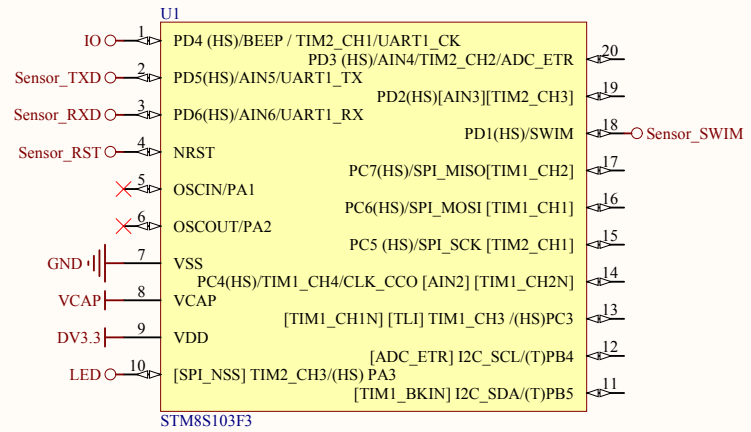 U1
IO 1 PD4 (HS)/BEEP / TIM2_CH1/UART1_CK
PD3 (HS)/AIN4/TIM2_CH2/ADC_ETR 20
Sensor_TXD 2 PD5(HS)/AIN5/UART1_TX
PD2(HS)[AIN3][TIM2_CH3] 19
Sensor_RXD 3 PD6(HS)/AIN6/UART1_RX
PD1(HS)/SWIM 18 Sensor_SWIM
Sensor_RST 4 NRST
PC7(HS)/SPI_MISO[TIM1_CH2] 17
5 OSCIN/PA1
PC6(HS)/SPI_MOSI [TIM1_CH1] 16
6 OSCOUT/PA2
PC5 (HS)/SPI_SCK [TIM2_CH1] 15
GND 7 VSS
PC4(HS)/TIM1_CH4/CLK_CCO [AIN2] [TIM1_CH2N] 14
VCAP 8 VCAP
[TIM1_CH1N] [TLI] TIM1_CH3 /(HS)PC3 13
DV3.3 9 VDD
[ADC_ETR] I2C_SCL/(T)PB4 12
LED 10 [SPI_NSS] TIM2_CH3/(HS) PA3
[TIM1_BKIN] I2C_SDA/(T)PB5 11
STM8S103F3